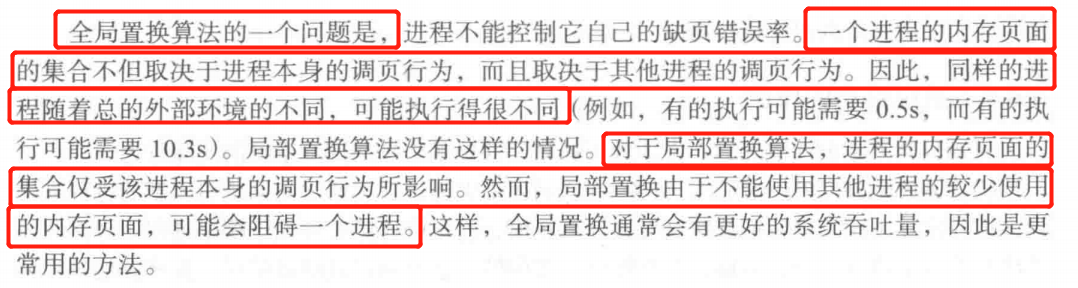 全局置换算法的一个问题是，进程不能控制它自己的缺页错误率。一个进程的内存页面
的集合不但取决于进程本身的调页行为，而且取决于其他进程的调页行为。因此，同样的进
程随着总的外部环境的不同，可能执行得很不同（例如，有的执行可能需要 0.5s，而有的执
行可能需要 10.3s）。局部置换算法没有这样的情况。对于局部置换算法，进程的内存页面的
集合仅受该进程本身的调页行为所影响。然而，局部置换由于不能使用其他进程的较少使用
的内存页面，可能会阻碍一个进程。这样，全局置换通常会有更好的系统吞吐量，因此是更
常用的方法。